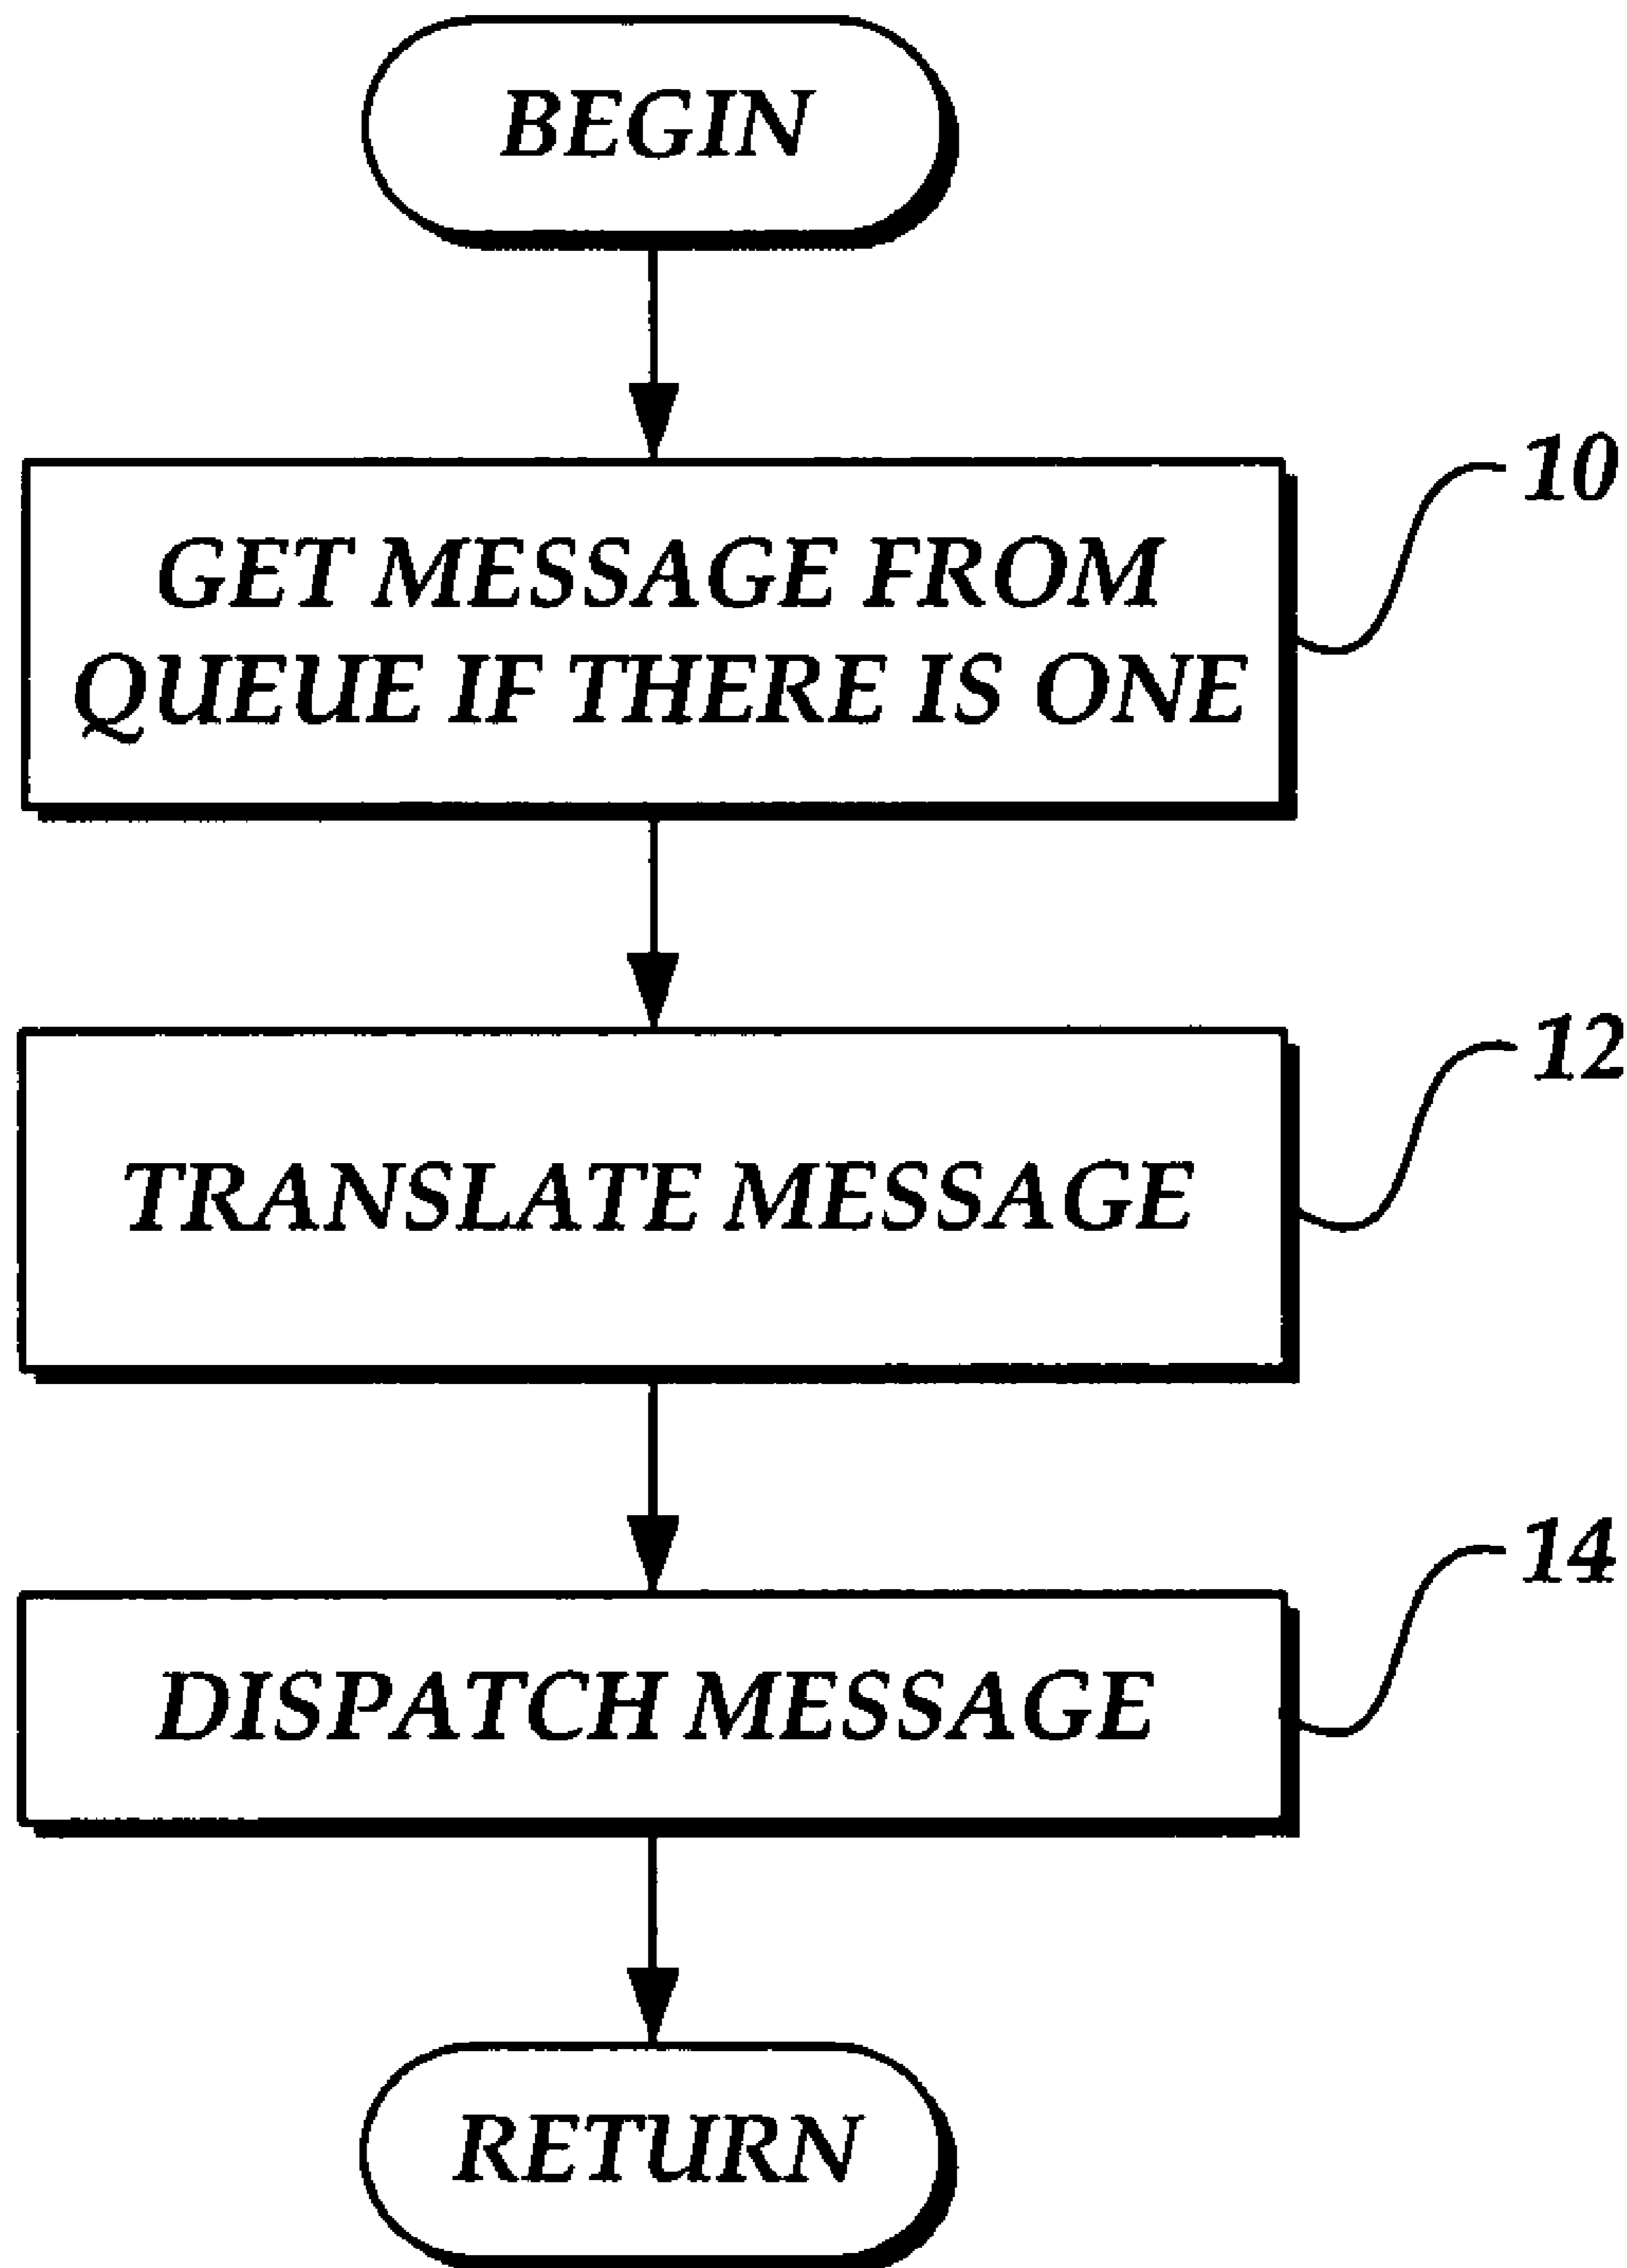 BEGIN
GET MESSAGE FROM
QUEUE IF THERE IS ONE
10
TRANSLATE MESSAGE
12
DISPATCH MESSAGE
14
RETURN